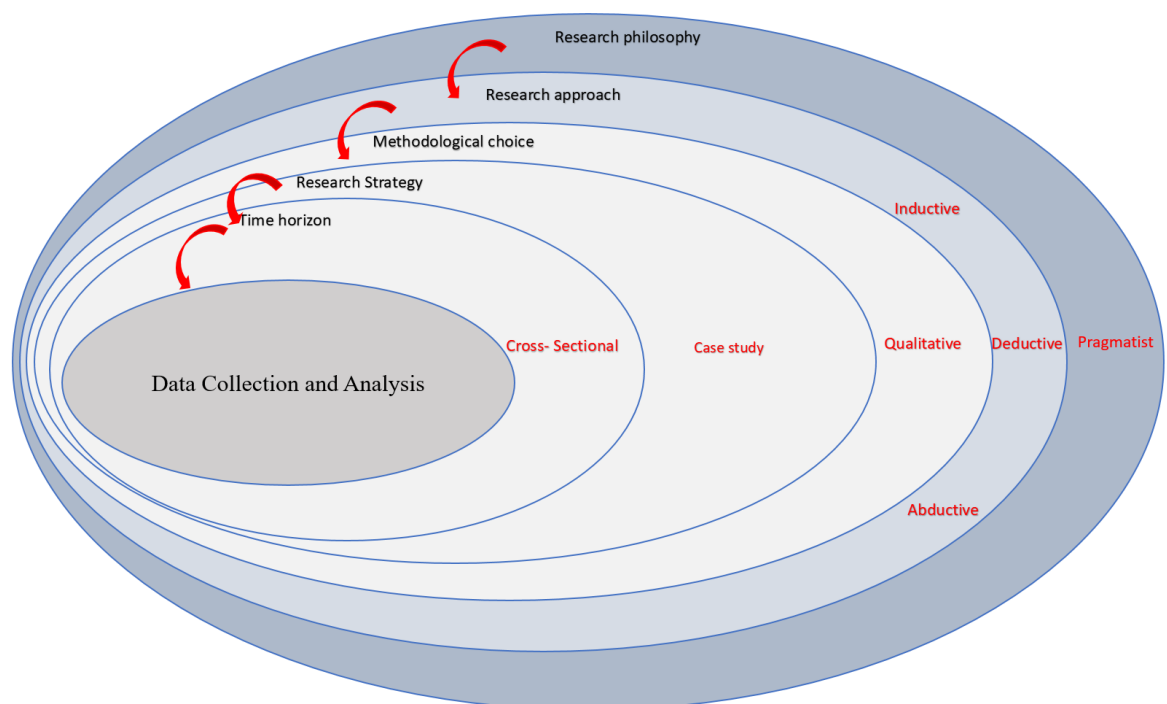 Research philosophy
Research approach
Methodological choice
Research Strategy
Time horizon
Inductive
Cross- Sectional
Case study
Qualitative
Deductive
Pragmatist
Data Collection and Analysis
Abductive